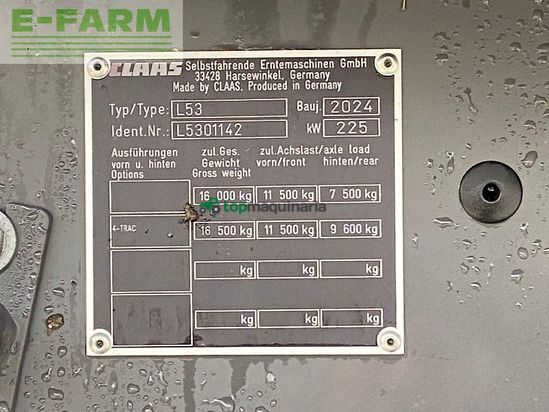 E-FARM
CLAAS Selbstfahrende Erntemaschinen GmbH
33428 Harsewinkel, Germany
Made by CLAAS, Produced in Germany
Typ/Type: L53 Bauj. 2024
Ident.Nr.: L5301142 kW 225
Ausführungen vorn u. hinten Options
zul.Ges. Gewicht Gross weight
zul.Achslast/axle load
vorn/front hinten/rear
16 000 kg 11 500 kg 7 500 kg
topmaquinaria
4-TRAC 16 500 kg 11 500 kg 9 600 kg
kg kg kg
kg kg kg